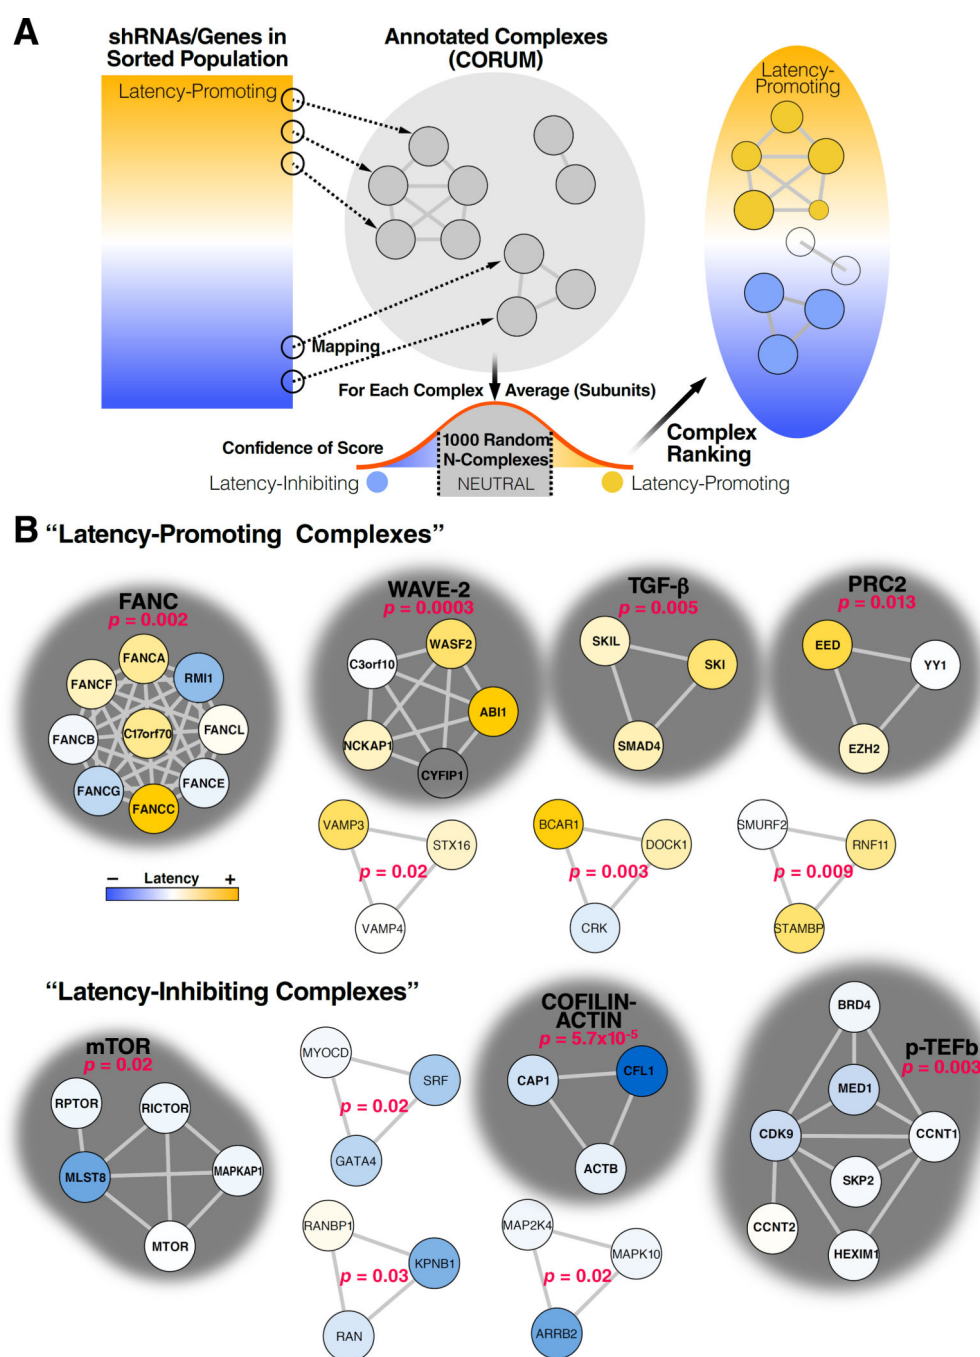 A
shRNAs/Genes in
Sorted Population
Annotated Complexes
(CORUM)
Latency-Promoting
Latency-
Promoting
Mapping
For Each Complex
Average (Subunits)
Confidence of Score
1000 Random
N-Complexes
NEUTRAL
Complex
Ranking
Latency-Inhibiting
Latency-Promoting
B
“Latency-Promoting Complexes”
FANC
p = 0.002
FANCA
FANCF
RMI1
FANCB
C17orf70
FANCL
FANCG
FANCE
FANCC
WAVE-2
p = 0.0003
C3orf10
WASF2
ABI1
NCKAP1
CYFIP1
TGF-β
p = 0.005
SKIL
SKI
SMAD4
PRC2
p = 0.013
EED
YY1
EZH2
– Latency +
VAMP3
STX16
p = 0.02
VAMP4
BCAR1
DOCK1
p = 0.003
CRK
SMURF2
RNF11
p = 0.009
STAMBP
“Latency-Inhibiting Complexes”
mTOR
p = 0.02
RPTOR
RICTOR
MLST8
MAPKAP1
MTOR
MYOCD
SRF
p = 0.02
GATA4
COFILIN-
ACTIN
p = 5.7x10-5
CAP1
CFL1
ACTB
p-TEFb
p = 0.003
BRD4
MED1
CDK9
CCNT1
SKP2
CCNT2
HEXIM1
RANBP1
KPNB1
p = 0.03
RAN
MAP2K4
MAPK10
p = 0.02
ARRB2